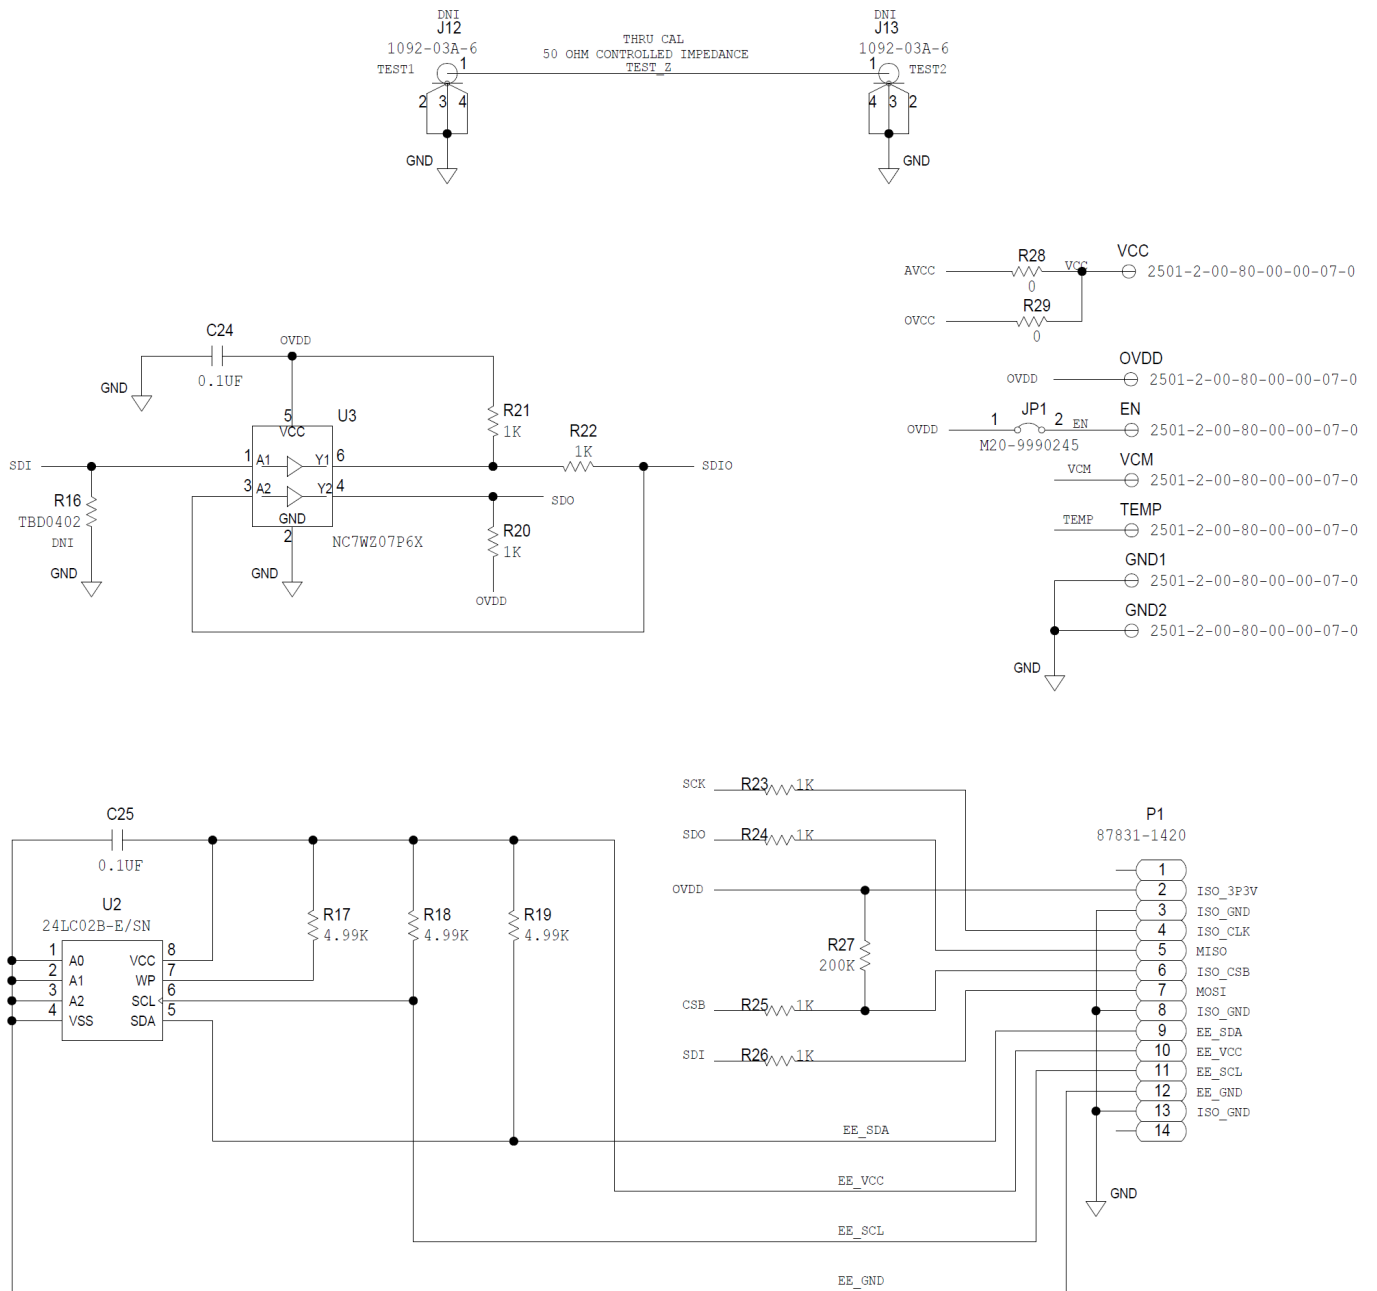 DNI
J12
1092-03A-6
TEST1
1
2 3 4
GND
THRU CAL
50 OHM CONTROLLED IMPEDANCE
TEST_Z
DNI
J13
1092-03A-6
1
TEST2
4 3 2
GND
AVCC
R28
0
VCC
VCC
2501-2-00-80-00-00-07-0
OVCC
R29
0
OVDD
OVDD
2501-2-00-80-00-00-07-0
OVDD
1
JP1
2
M20-9990245
EN
EN
2501-2-00-80-00-00-07-0
VCM
VCM
2501-2-00-80-00-00-07-0
TEMP
TEMP
2501-2-00-80-00-00-07-0
GND1
2501-2-00-80-00-00-07-0
GND2
2501-2-00-80-00-00-07-0
GND
C24
0.1UF
GND
OVDD
5
U3
VCC
SDI
1
A1
Y1
6
3
A2
Y2
4
GND
2
NC7WZ07P6X
GND
R16
TBD0402
DNI
GND
R21
1K
R22
1K
SDIO
SDO
R20
1K
OVDD
C25
0.1UF
U2
24LC02B-E/SN
1
A0
2
A1
3
A2
4
VSS
VCC
8
WP
7
SCL
6
SDA
5
R17
4.99K
R18
4.99K
R19
4.99K
SCK
R23
1K
SDO
R24
1K
OVDD
R27
200K
CSB
R25
1K
SDI
R26
1K
P1
87831-1420
1
2 ISO_3P3V
3 ISO_GND
4 ISO_CLK
5 MISO
6 ISO_CSB
7 MOSI
8 ISO_GND
9 EE_SDA
10 EE_VCC
11 EE_SCL
12 EE_GND
13 ISO_GND
14
GND
EE_SDA
EE_VCC
EE_SCL
EE_GND